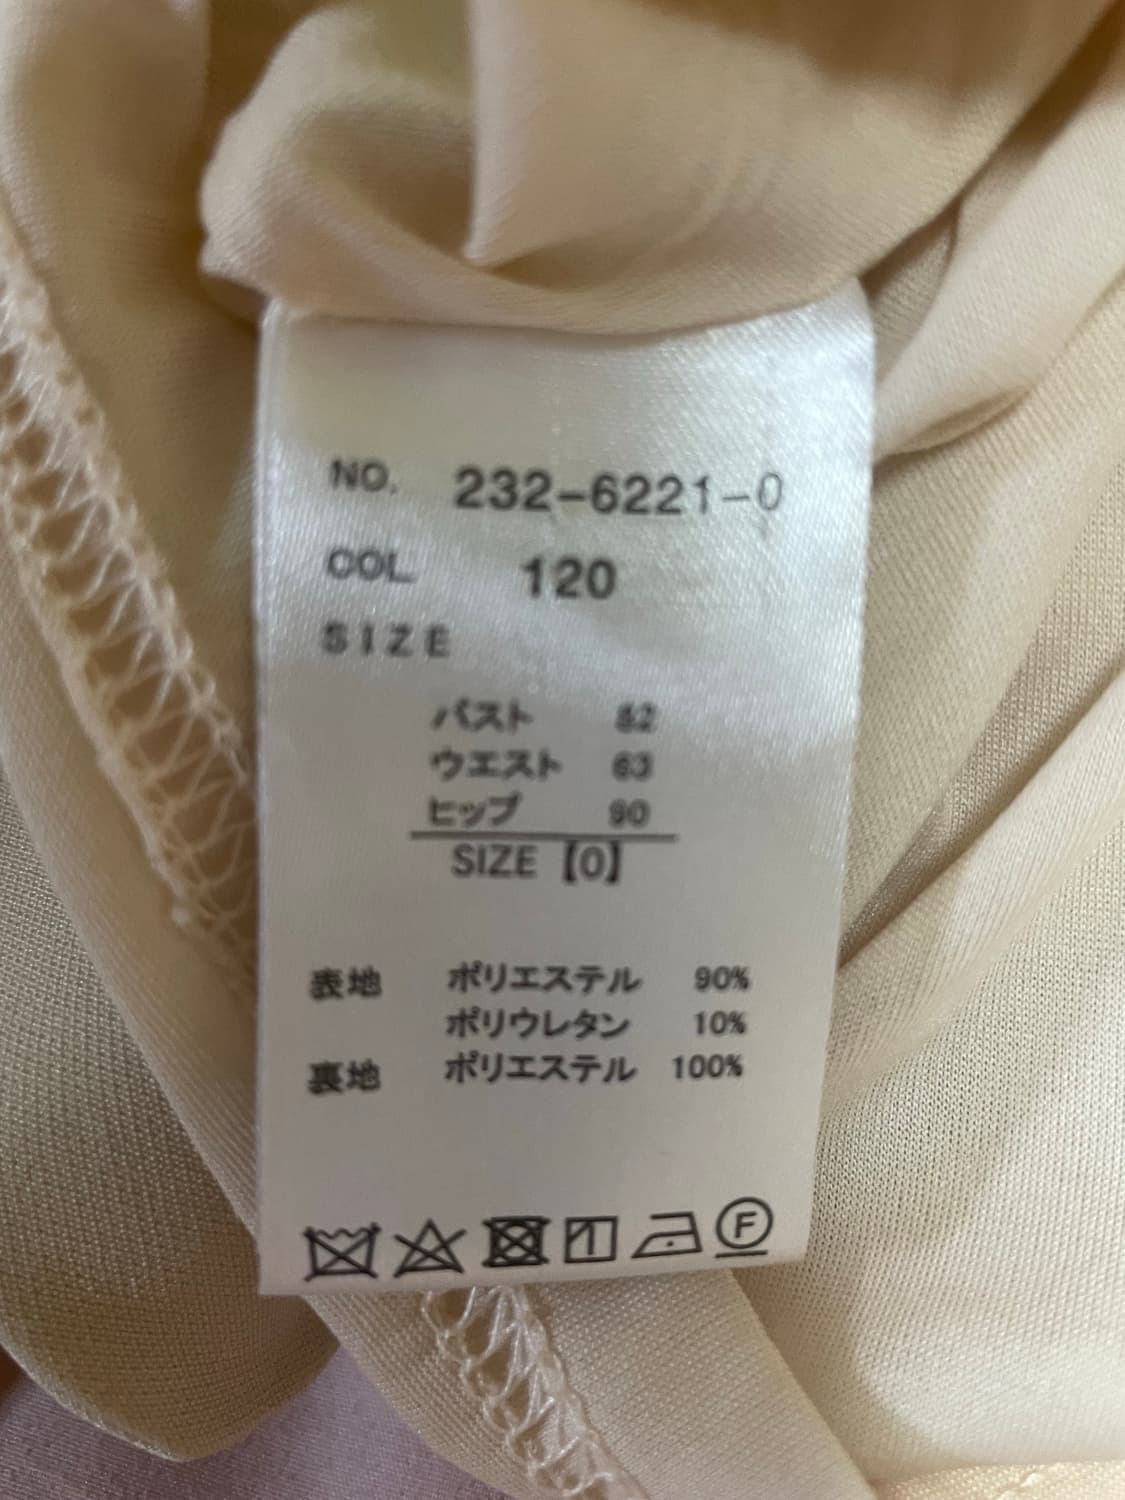 NO. 232-6221-0
COL 120
SIZE
バスト 82
ウエスト 63
ヒップ 90
SIZE【0】
表地 ポリエステル 90%
ポリウレタン 10%
裏地 ポリエステル 100%
F